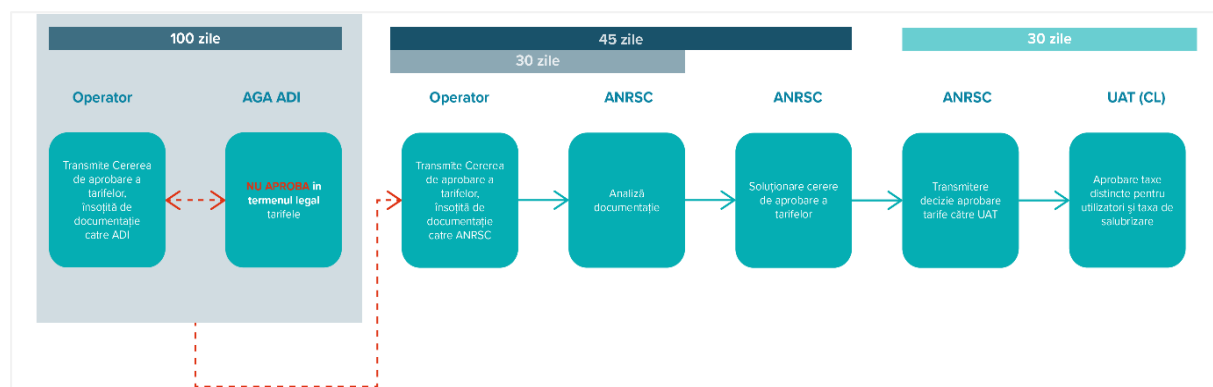 100 zile
45 zile
30 zile
30 zile
Operator
AGA ADI
Operator
ANRSC
ANRSC
ANRSC
UAT (CL)
Transmite Cererea
de aprobare a
tarifelor,
însoțită de
documentație
catre ADI
NU APROBA în
termenul legal
tarifele
Transmite Cererea
de aprobare a
tarifelor,
însoțită de
documentație
catre ANRSC
Analiză
documentație
Soluționare cerere
de aprobare a
tarifelor
Transmitere
decizie aprobare
tarife către UAT
Aprobare taxe
distincte pentru
utilizatori și taxa de
salubrizare